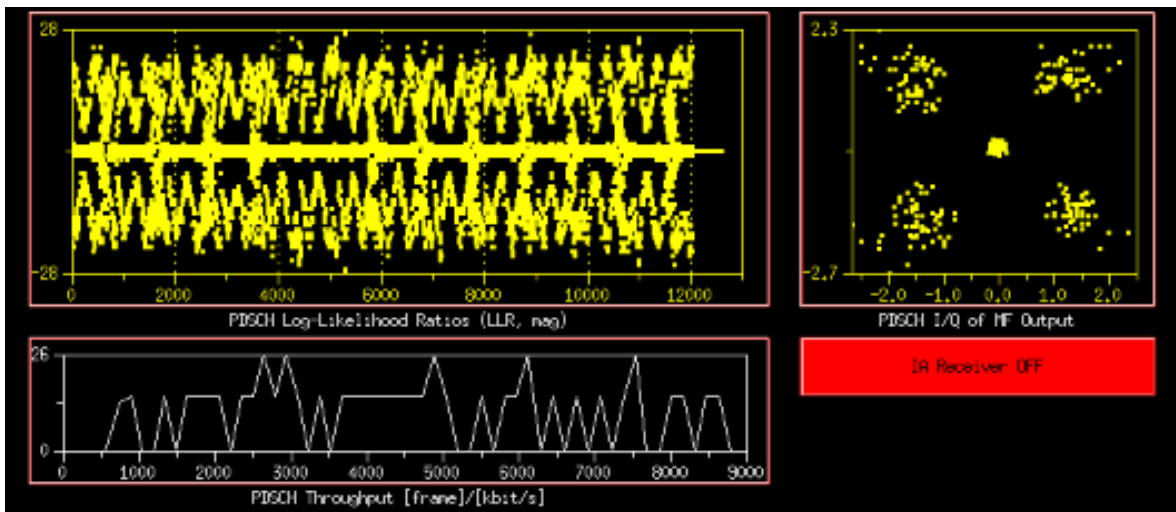 28
-28
0 2000 4000 6000 8000 10000 12000
PDSCH Log-Likelihood Ratios (LLR, mag)
2.3
-2.7
-2.0 -1.0 0.0 1.0 2.0
PDSCH I/Q of MF Output
26
0
0 1000 2000 3000 4000 5000 6000 7000 8000 9000
PDSCH Throughput [frame]/[kbit/s]
IA Receiver OFF